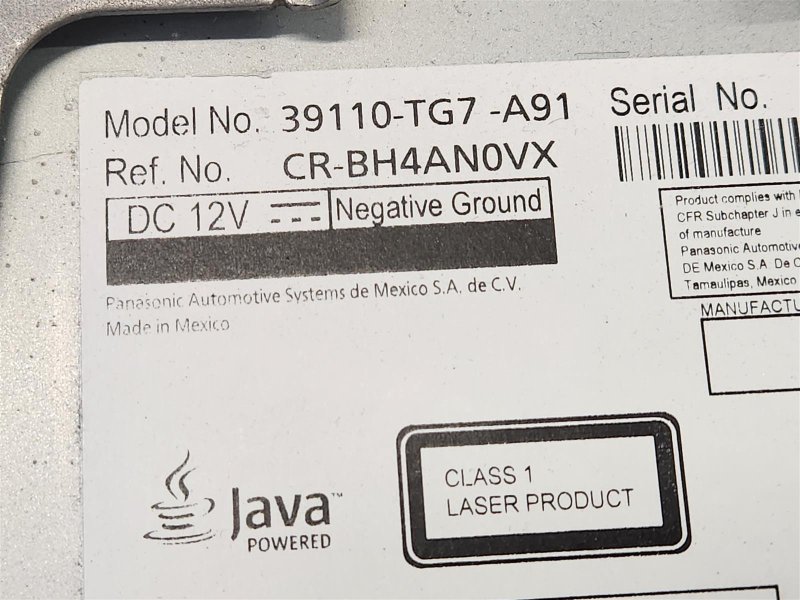 Model No. 39110-TG7 -A91
Ref. No. CR-BH4AN0VX
DC 12V
Negative Ground
Panasonic Automotive Systems de Mexico S.A. de C.V.
Made in Mexico
Serial No.
Product complies with
CFR Subchapter J in
of manufacture
Panasonic Automotive
DE Mexico S.A. De
Tamaulipas, Mexico
CLASS 1
LASER PRODUCT
Java™
POWERED